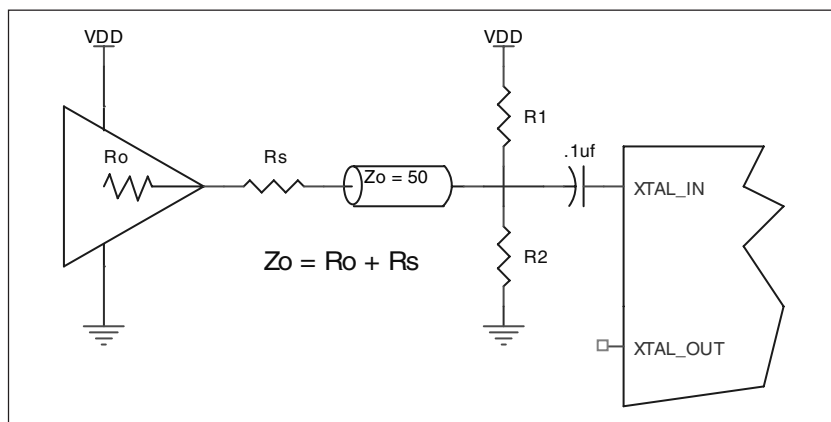 VDD
VDD
R1
Ro
Rs
.1uf
Zo = 50
XTAL_IN
Zo = Ro + Rs
R2
XTAL_OUT